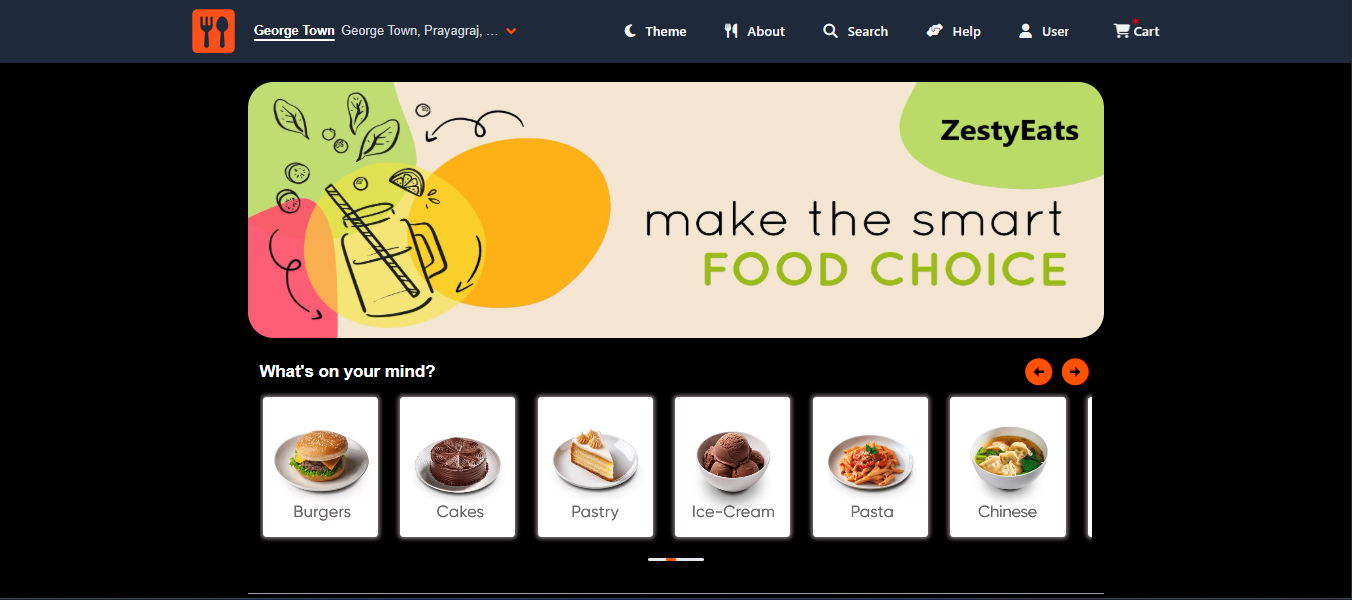 George Town George Town, Prayagraj, ... Theme About Search Help User Cart
ZestyEats
make the smart
FOOD CHOICE
What's on your mind?
Burgers Cakes Pastry Ice-Cream Pasta Chinese